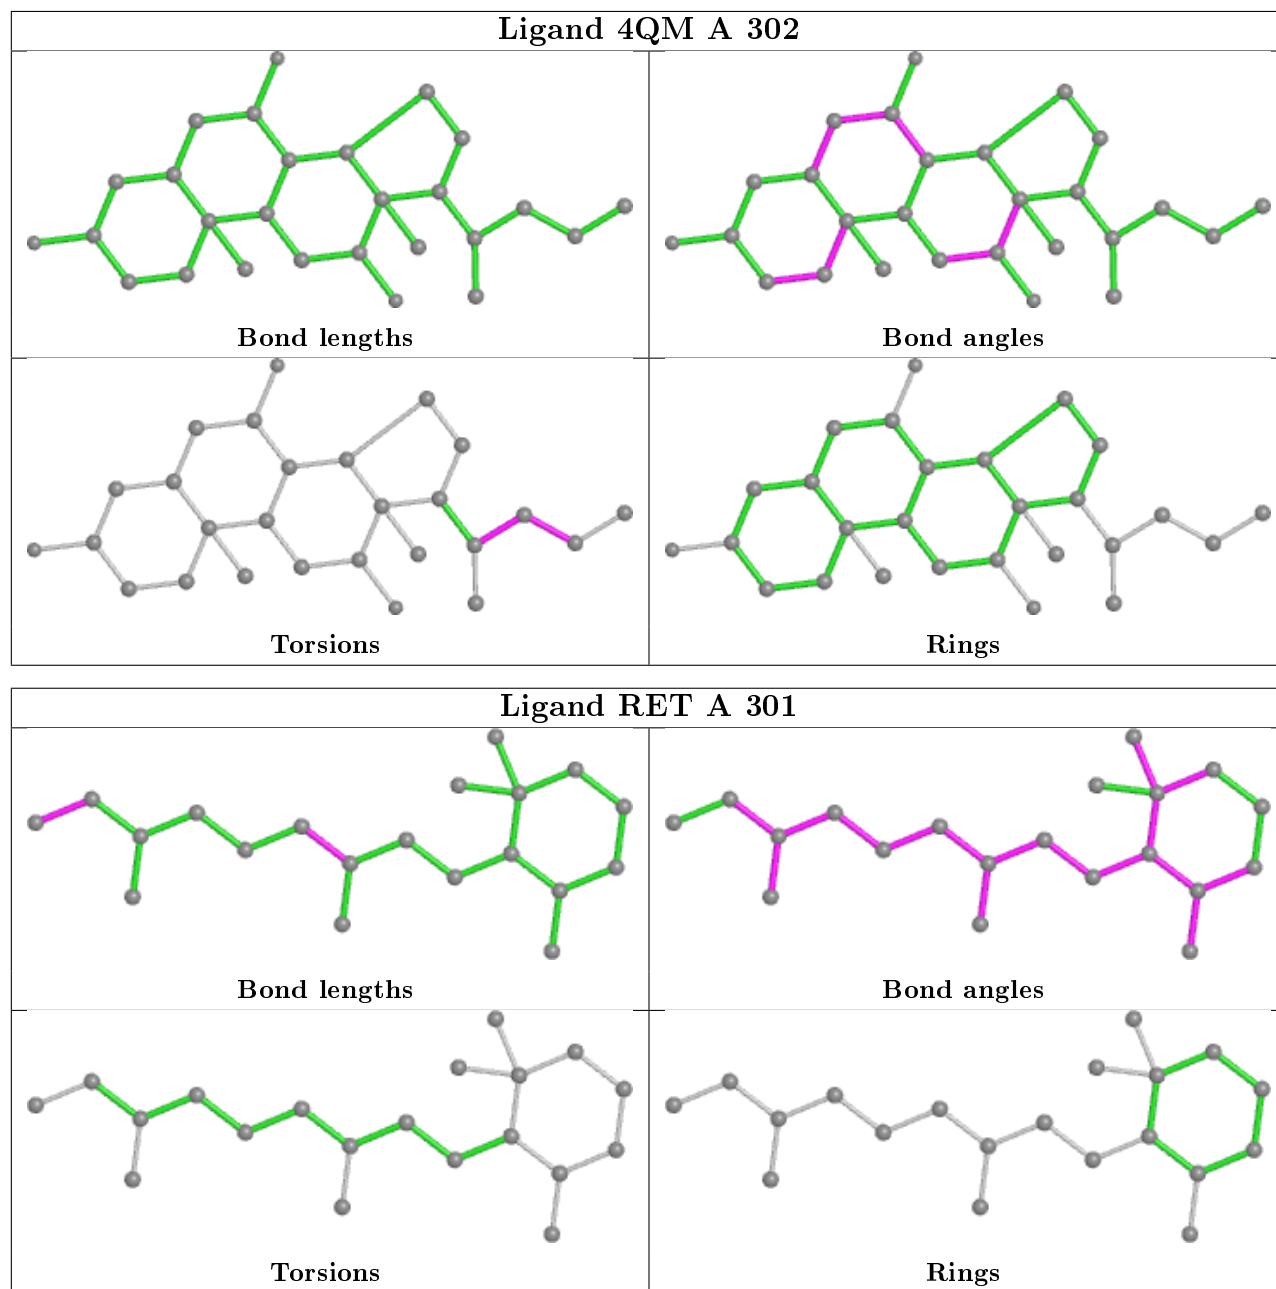 Ligand 4QM A 302
Bond lengths
Bond angles
Torsions
Rings
Ligand RET A 301
Bond lengths
Bond angles
Torsions
Rings